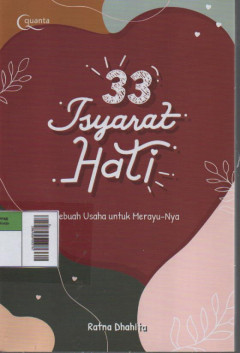 quanta
33
Isyarat
Hati
Sebuah Usaha untuk Merayu-Nya
Ratna Dhahita